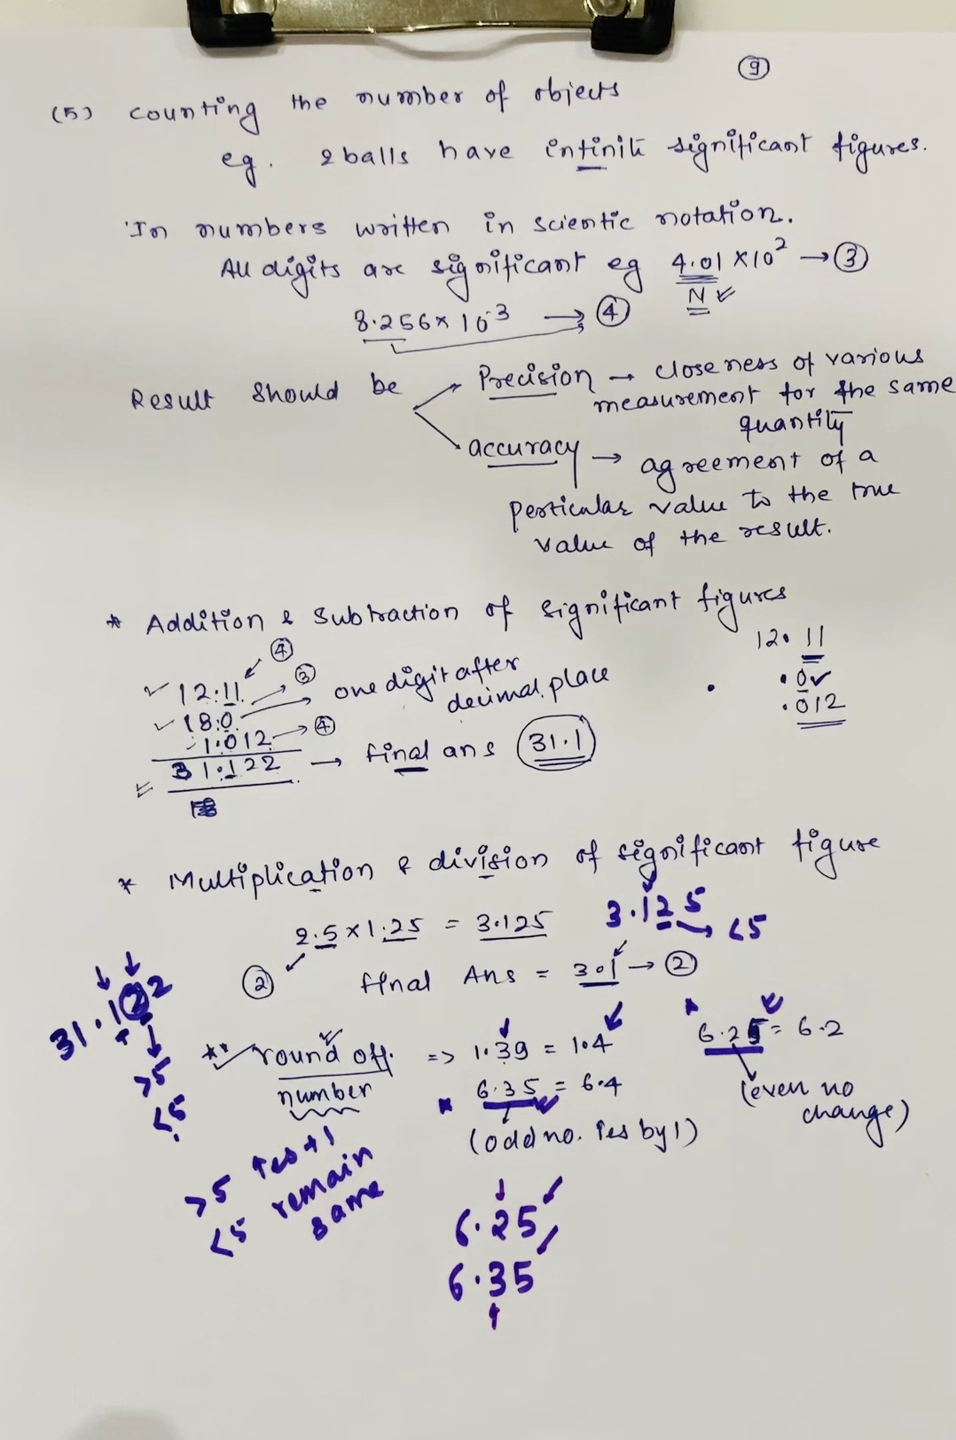 9
(5) Counting the number of objects
eg. 2 balls have infinite significant figures.
In numbers written in scientic notation.
All digits are significant eg 4.01 × 10² → 3
N
8.256 × 10⁻³ → 4
Result should be
Precision → closeness of various
measurement for the same
quantity
accuracy → agreement of a
perticular value to the true
value of the result.
* Addition & Subtraction of significant figures
12.11 4
18.0 3 one digit after
decimal place
1.012 → 4
31.122 → final ans 31.1
12.11
.0
.012
* Multiplication & division of significant figure
2.5 × 1.25 = 3.125
3.125 → <5
2
final Ans = 3.1 → 2
31.122
>5
<5
** round off. => 1.39 = 1.4
number
6.35 = 6.4
(odd no. ↑es by 1)
6.25 = 6.2
(even no
change)
>5 ↑es +1
<5 remain
same
6.25
6.35